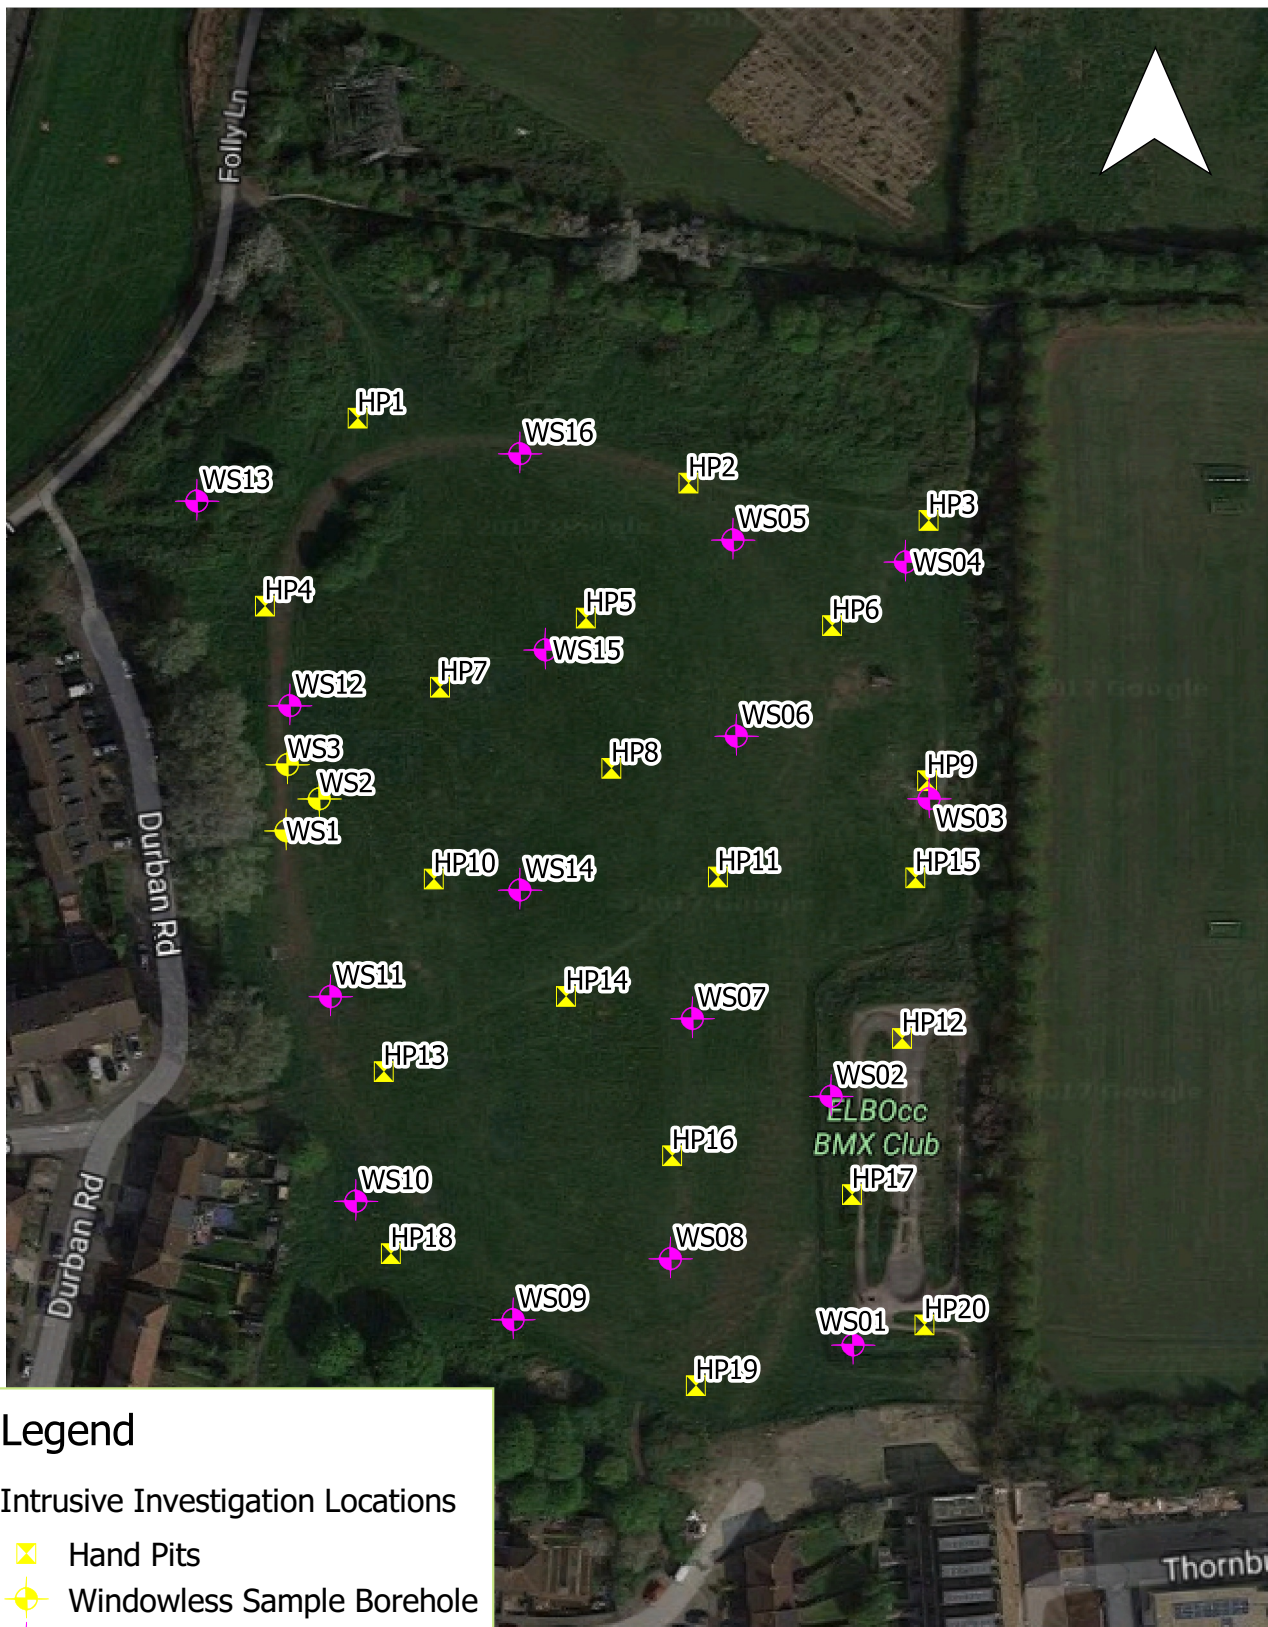 Folly Ln
HP1
WS16
HP2
WS13
HP3
WS05
WS04
HP4
HP5
HP6
WS15
HP7
WS12
WS06
WS3
HP8
HP9
WS2
WS03
WS1
HP10
WS14
HP11
HP15
Durban Rd
WS11
HP14
WS07
HP12
HP13
WS02
ELBOcc
BMX Club
HP16
WS10
HP17
Durban Rd
HP18
WS08
WS09
HP20
WS01
HP19
Legend
Intrusive Investigation Locations
Hand Pits
Windowless Sample Borehole
Thornbu